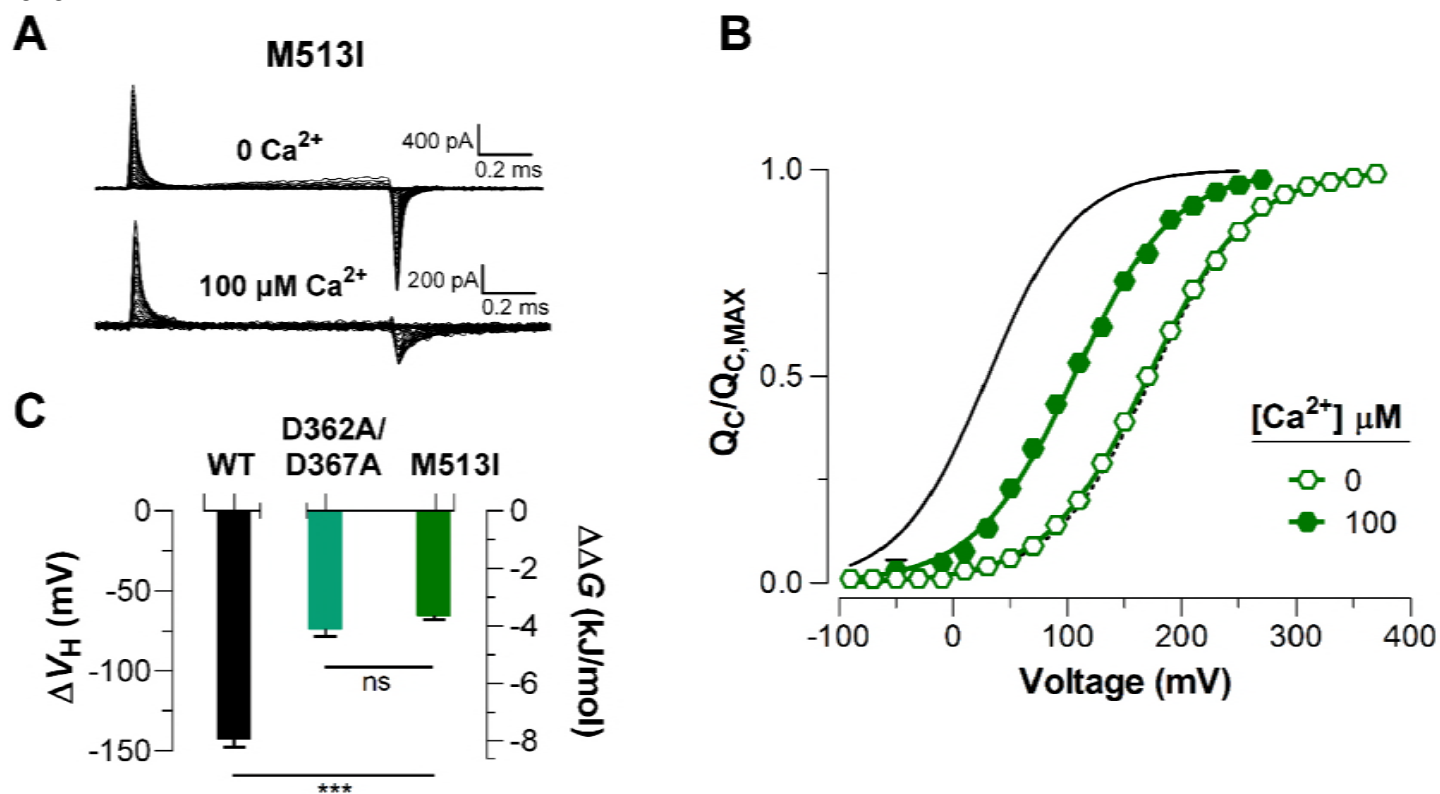 A
M513I
0 Ca2+
400 pA
0.2 ms
100 µM Ca2+
200 pA
0.2 ms
B
1.0
0.5
0.0
QC/QC,MAX
-100
0
100
200
300
400
Voltage (mV)
[Ca2+] µM
0
100
C
WT
D362A/
D367A
M513I
0
-50
-100
-150
ΔVH (mV)
0
-2
-4
-6
-8
ΔΔG (kJ/mol)
ns
***